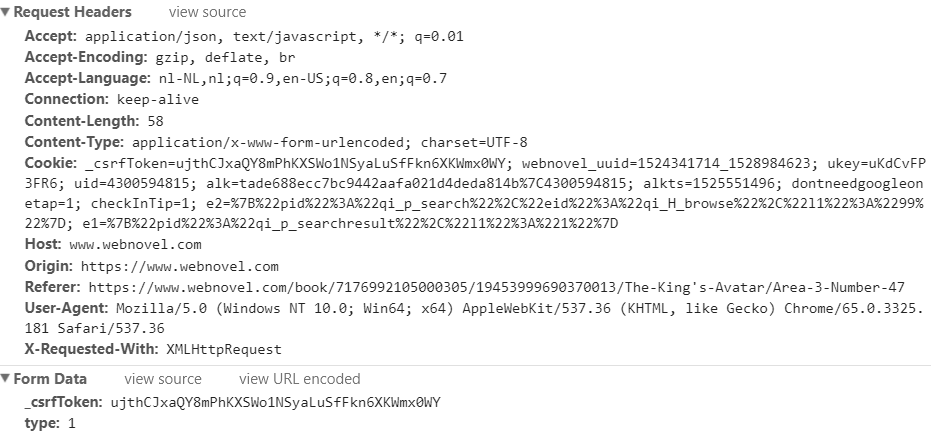 Request Headers view source
Accept: application/json, text/javascript, */*; q=0.01
Accept-Encoding: gzip, deflate, br
Accept-Language: nl-NL,nl;q=0.9,en-US;q=0.8,en;q=0.7
Connection: keep-alive
Content-Length: 58
Content-Type: application/x-www-form-urlencoded; charset=UTF-8
Cookie: _csrfToken=ujthCJxaQY8mPhKXSWo1NSyaLuSfFkn6XKWmx0WY; webnovel_uuid=1524341714_1528984623; ukey=uKdCvFP
3FR6; uid=4300594815; alk=tade688ecc7bc9442aafa021d4deda814b%7C4300594815; alkts=1525551496; dontneedgoogleon
etap=1; checkInTip=1; e2=%7B%22pid%22%3A%22qi_p_search%22%2C%22eid%22%3A%22qi_H_browse%22%2C%22l1%22%3A%2299%2
2%7D; e1=%7B%22pid%22%3A%22qi_p_searchresult%22%2C%22l1%22%3A%221%22%7D
Host: www.webnovel.com
Origin: https://www.webnovel.com
Referer: https://www.webnovel.com/book/7176992105000305/19453999690370013/The-King's-Avatar/Area-3-Number-47
User-Agent: Mozilla/5.0 (Windows NT 10.0; Win64; x64) AppleWebKit/537.36 (KHTML, like Gecko) Chrome/65.0.3325.
181 Safari/537.36
X-Requested-With: XMLHttpRequest
Form Data view source view URL encoded
_csrfToken: ujthCJxaQY8mPhKXSWo1NSyaLuSfFkn6XKWmx0WY
type: 1